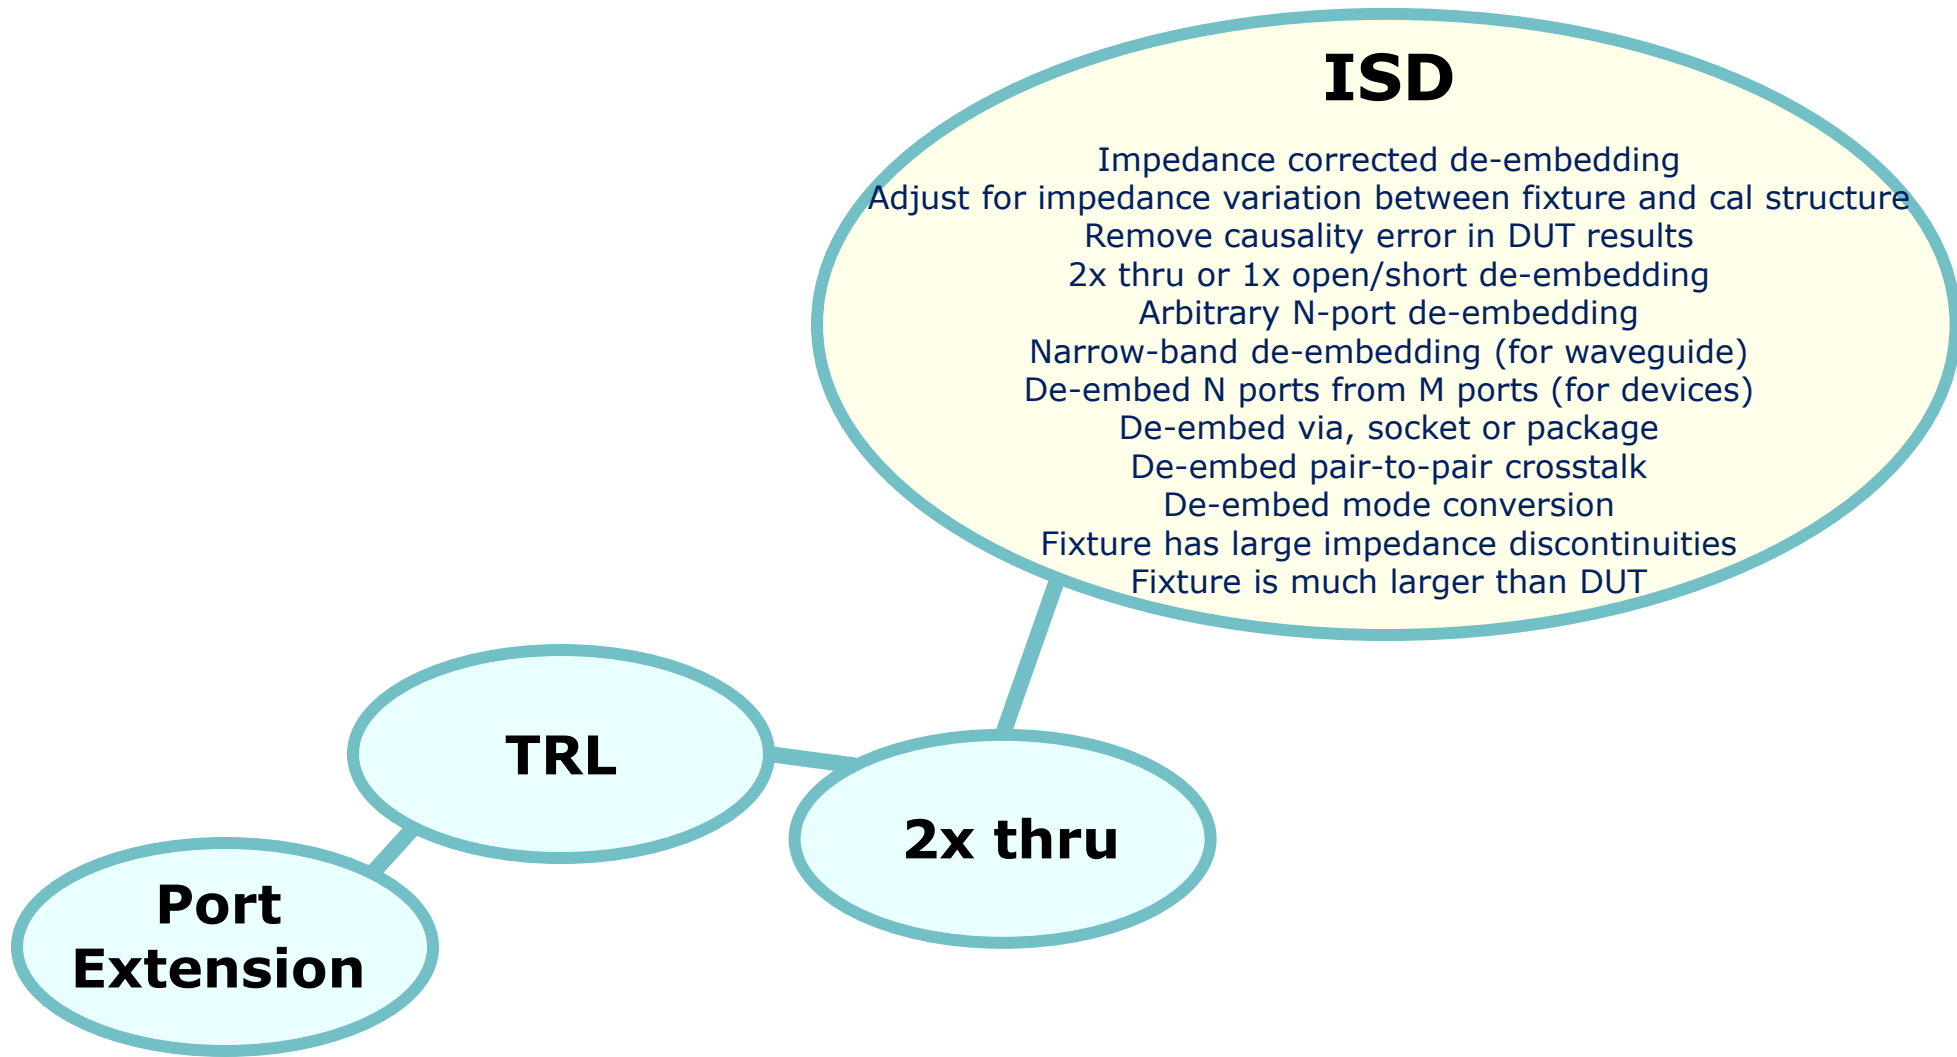 ISD
Impedance corrected de-embedding
Adjust for impedance variation between fixture and cal structure
Remove causality error in DUT results
2x thru or 1x open/short de-embedding
Arbitrary N-port de-embedding
Narrow-band de-embedding (for waveguide)
De-embed N ports from M ports (for devices)
De-embed via, socket or package
De-embed pair-to-pair crosstalk
De-embed mode conversion
Fixture has large impedance discontinuities
Fixture is much larger than DUT
TRL
2x thru
Port
Extension